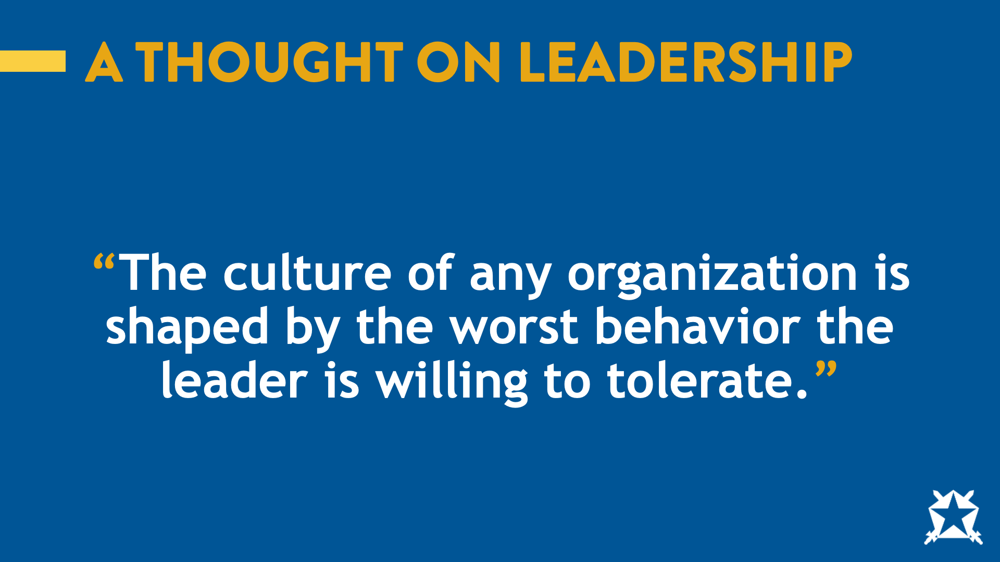 A THOUGHT ON LEADERSHIP
“The culture of any organization is
shaped by the worst behavior the
leader is willing to tolerate.”